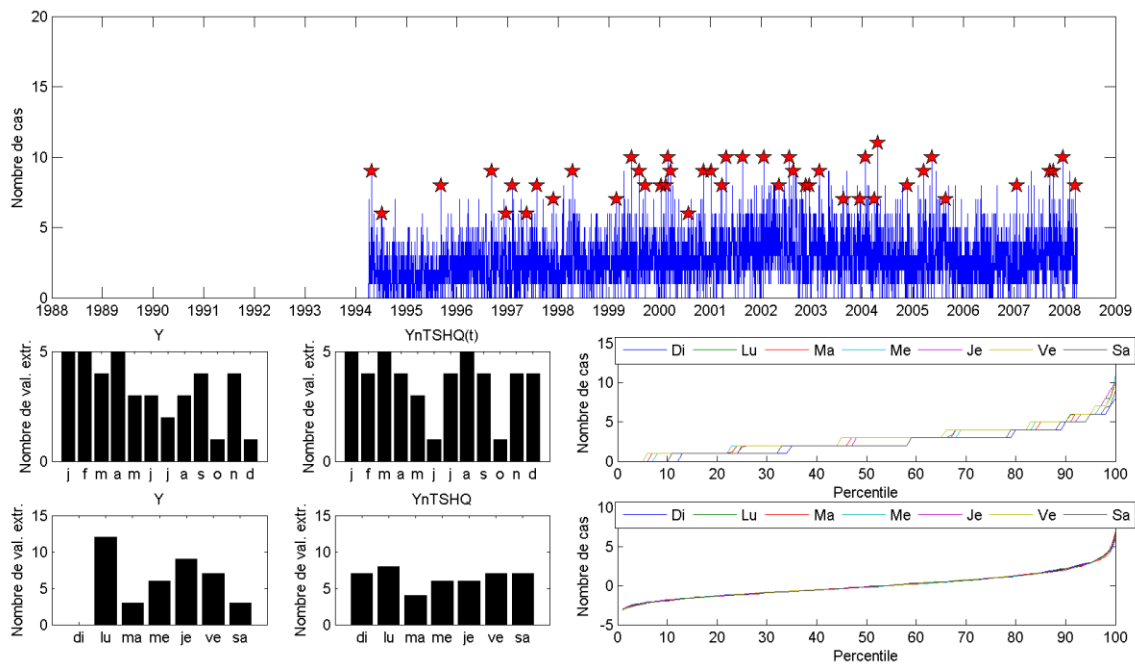 20
15
10
5
0
Nombre de cas
1988 1989 1990 1991 1992 1993 1994 1995 1996 1997 1998 1999 2000 2001 2002 2003 2004 2005 2006 2007 2008 2009
Y
5
0
Nombre de val. extr.
j f m a m j j a s o n d
YnTSHQ(t)
5
0
Nombre de val. extr.
j f m a m j j a s o n d
15
10
5
0
Nombre de cas
Di Lu Ma Me Je Ve Sa
10 20 30 40 50 60 70 80 90 100
Percentile
Y
15
10
5
0
Nombre de val. extr.
di lu ma me je ve sa
YnTSHQ
15
10
5
0
Nombre de val. extr.
di lu ma me je ve sa
10
5
0
-5
Nombre de cas
Di Lu Ma Me Je Ve Sa
0 10 20 30 40 50 60 70 80 90 100
Percentile